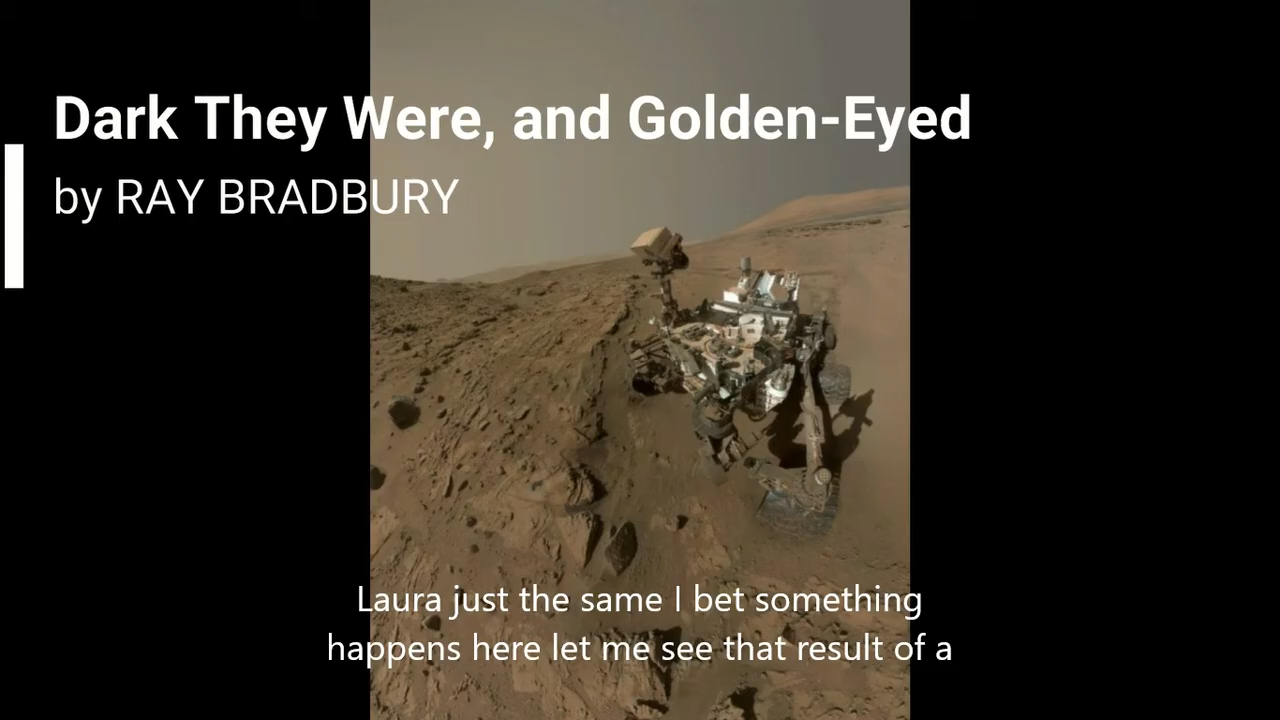 Dark They Were, and Golden-Eyed
by RAY BRADBURY
Laura just the same I bet something
happens here let me see that result of a